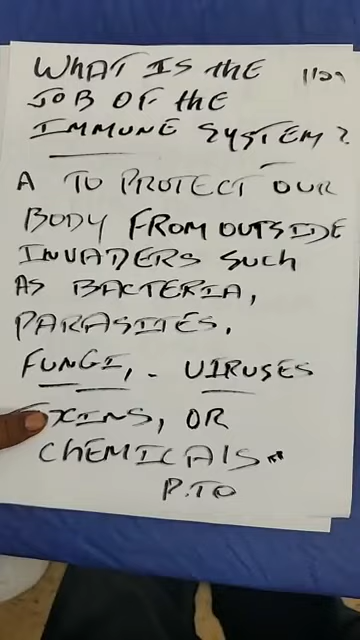 WHAT IS the
JOB OF the
IMMUNE SYSTEM?
A TO PROTECT OUR
BODY FROM OUTSIDE
INVADERS SUCH
AS BACTERIA,
PARASITES,
FUNGI, - VIRUSES
OXINS, OR
CHEMICALS
P.TO